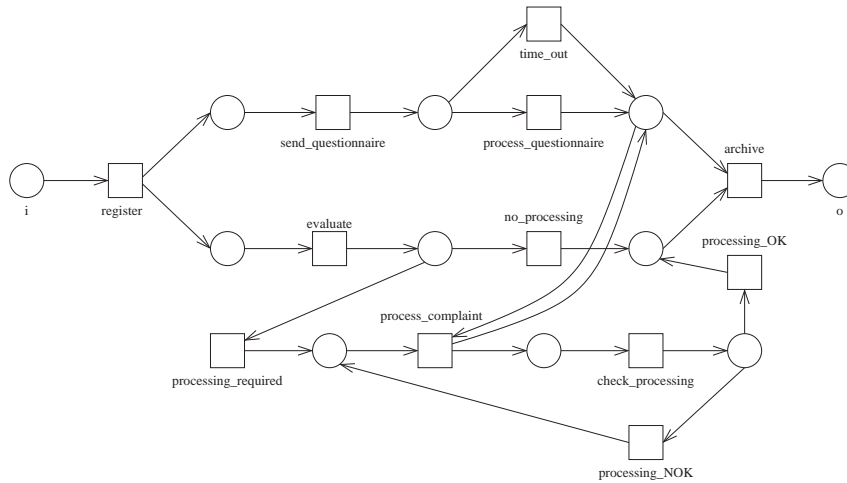 time_out
send_questionnaire
process_questionnaire
archive
i
register
evaluate
no_processing
o
processing_OK
process_complaint
processing_required
check_processing
processing_NOK